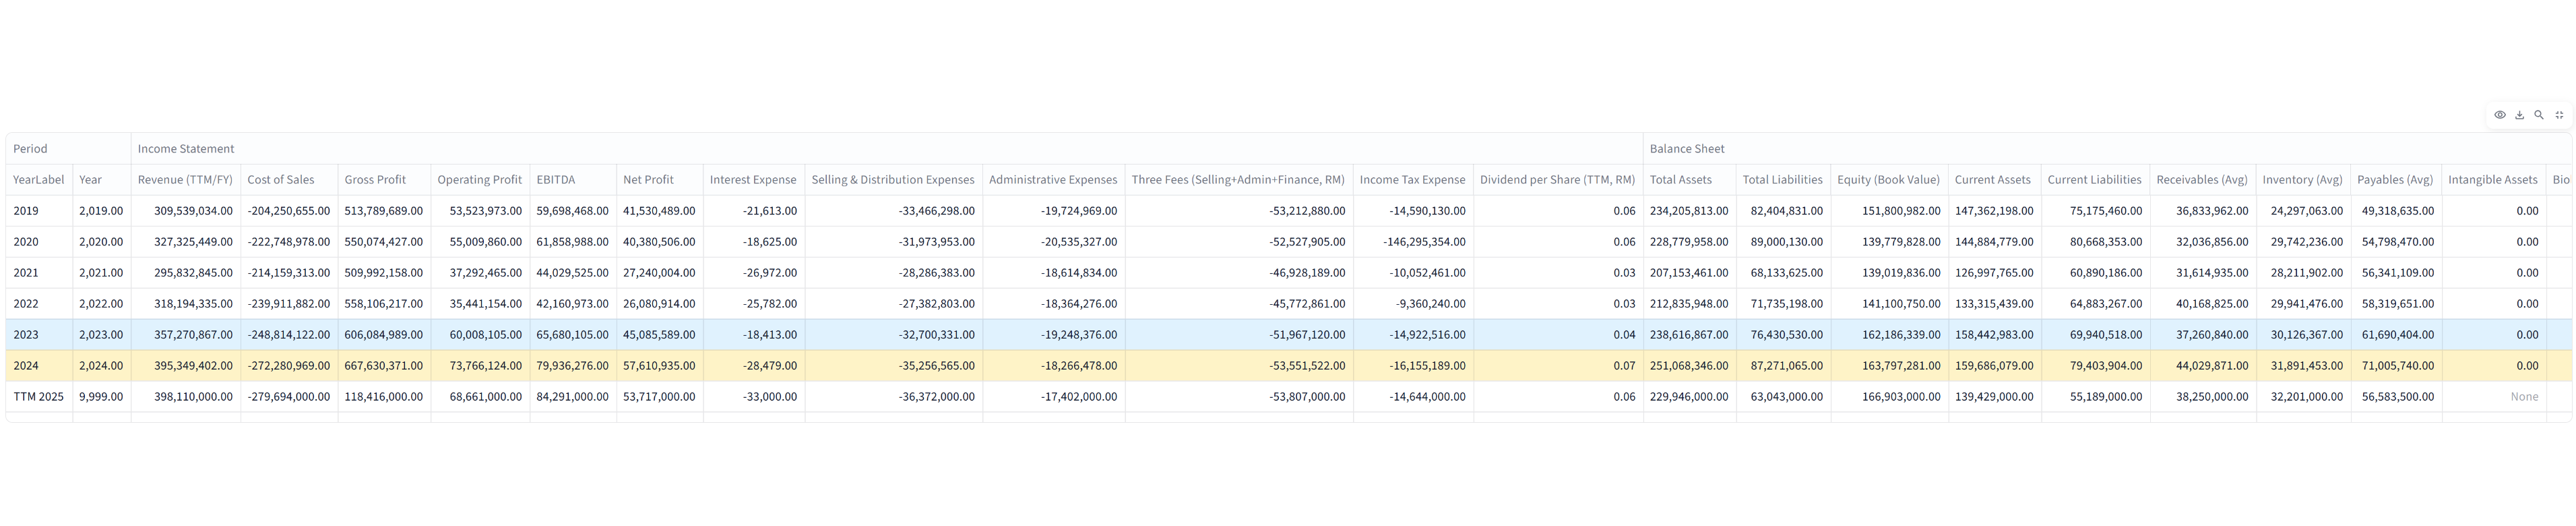 Period Income Statement Balance Sheet
YearLabel Year Revenue (TTM/FY) Cost of Sales Gross Profit Operating Profit EBITDA Net Profit Interest Expense Selling & Distribution Expenses Administrative Expenses Three Fees (Selling+Admin+Finance, RM) Income Tax Expense Dividend per Share (TTM, RM) Total Assets Total Liabilities Equity (Book Value) Current Assets Current Liabilities Receivables (Avg) Inventory (Avg) Payables (Avg) Intangible Assets Bio
2019 2,019.00 309,539,034.00 -204,250,655.00 513,789,689.00 53,523,973.00 59,698,468.00 41,530,489.00 -21,613.00 -33,466,298.00 -19,724,969.00 -53,212,880.00 -14,590,130.00 0.06 234,205,813.00 82,404,831.00 151,800,982.00 147,362,198.00 75,175,460.00 36,833,962.00 24,297,063.00 49,318,635.00 0.00
2020 2,020.00 327,325,449.00 -222,748,978.00 550,074,427.00 55,009,860.00 61,858,988.00 40,380,506.00 -18,625.00 -31,973,953.00 -20,535,327.00 -52,527,905.00 -146,295,354.00 0.06 228,779,958.00 89,000,130.00 139,779,828.00 144,884,779.00 80,668,353.00 32,036,856.00 29,742,236.00 54,798,470.00 0.00
2021 2,021.00 295,832,845.00 -214,159,313.00 509,992,158.00 37,292,465.00 44,029,525.00 27,240,004.00 -26,972.00 -28,286,383.00 -18,614,834.00 -46,928,189.00 -10,052,461.00 0.03 207,153,461.00 68,133,625.00 139,019,836.00 126,997,765.00 60,890,186.00 31,614,935.00 28,211,902.00 56,341,109.00 0.00
2022 2,022.00 318,194,335.00 -239,911,882.00 558,106,217.00 35,441,154.00 42,160,973.00 26,080,914.00 -25,782.00 -27,382,803.00 -18,364,276.00 -45,772,861.00 -9,360,240.00 0.03 212,835,948.00 71,735,198.00 141,100,750.00 133,315,439.00 64,883,267.00 40,168,825.00 29,941,476.00 58,319,651.00 0.00
2023 2,023.00 357,270,867.00 -248,814,122.00 606,084,989.00 60,008,105.00 65,680,105.00 45,085,589.00 -18,413.00 -32,700,331.00 -19,248,376.00 -51,967,120.00 -14,922,516.00 0.04 238,616,867.00 76,430,530.00 162,186,339.00 158,442,983.00 69,940,518.00 37,260,840.00 30,126,367.00 61,690,404.00 0.00
2024 2,024.00 395,349,402.00 -272,280,969.00 667,630,371.00 73,766,124.00 79,936,276.00 57,610,935.00 -28,479.00 -35,256,565.00 -18,266,478.00 -53,551,522.00 -16,155,189.00 0.07 251,068,346.00 87,271,065.00 163,797,281.00 159,686,079.00 79,403,904.00 44,029,871.00 31,891,453.00 71,005,740.00 0.00
TTM 2025 9,999.00 398,110,000.00 -279,694,000.00 118,416,000.00 68,661,000.00 84,291,000.00 53,717,000.00 -33,000.00 -36,372,000.00 -17,402,000.00 -53,807,000.00 -14,644,000.00 0.06 229,946,000.00 63,043,000.00 166,903,000.00 139,429,000.00 55,189,000.00 38,250,000.00 32,201,000.00 56,583,500.00 None